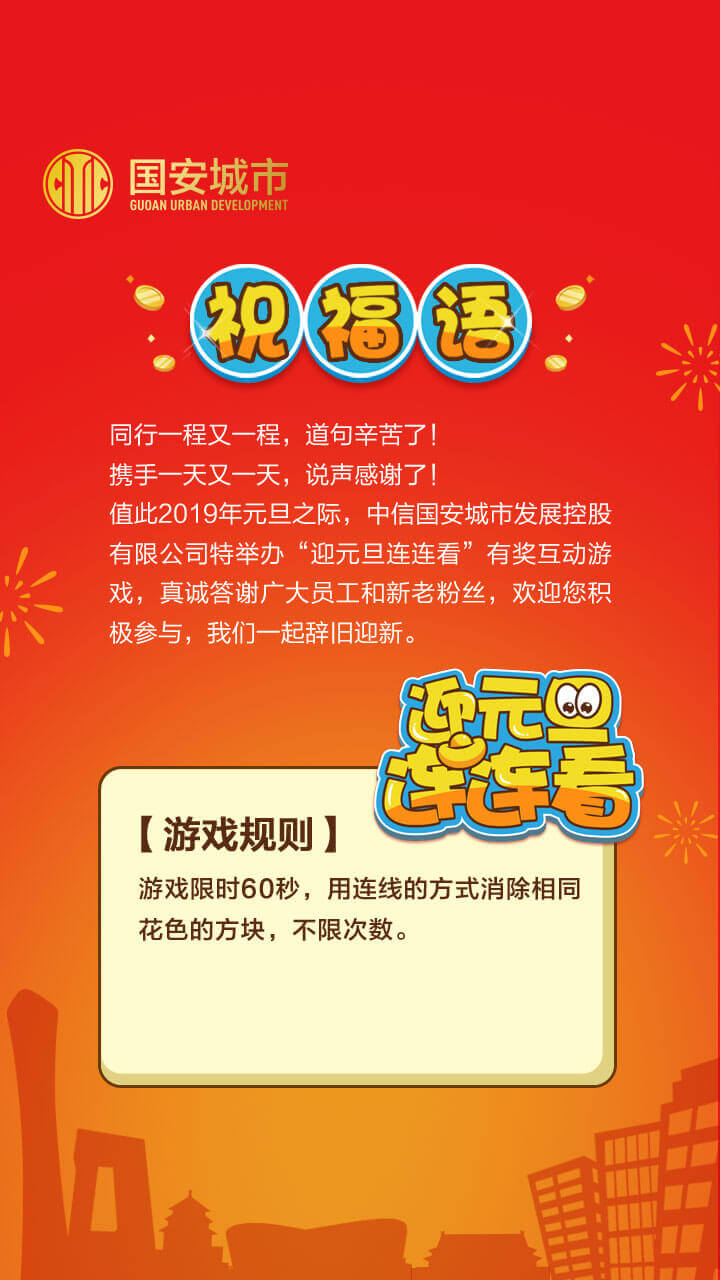 国安城市
GUOAN URBAN DEVELOPMENT
祝福语
同行一程又一程，道句辛苦了！
携手一天又一天，说声感谢了！
值此2019年元旦之际，中信国安城市发展控股
有限公司特举办“迎元旦连连看”有奖互动游
戏，真诚答谢广大员工和新老粉丝，欢迎您积
极参与，我们一起辞旧迎新。
迎元旦
连连看
【游戏规则】
游戏限时60秒，用连线的方式消除相同
花色的方块，不限次数。